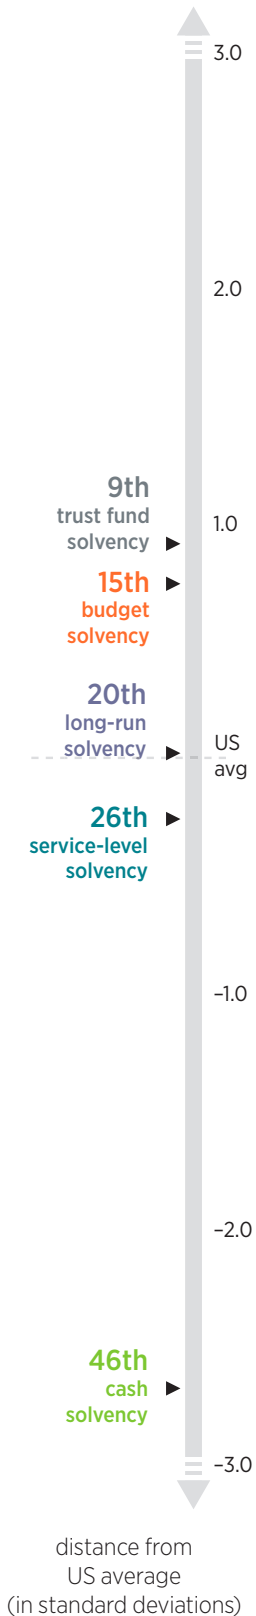 3.0
2.0
9th
trust fund
solvency
1.0
15th
budget
solvency
20th
long-run
solvency
US
avg
26th
service-level
solvency
–1.0
–2.0
46th
cash
solvency
–3.0
distance from
US average
(in standard deviations)